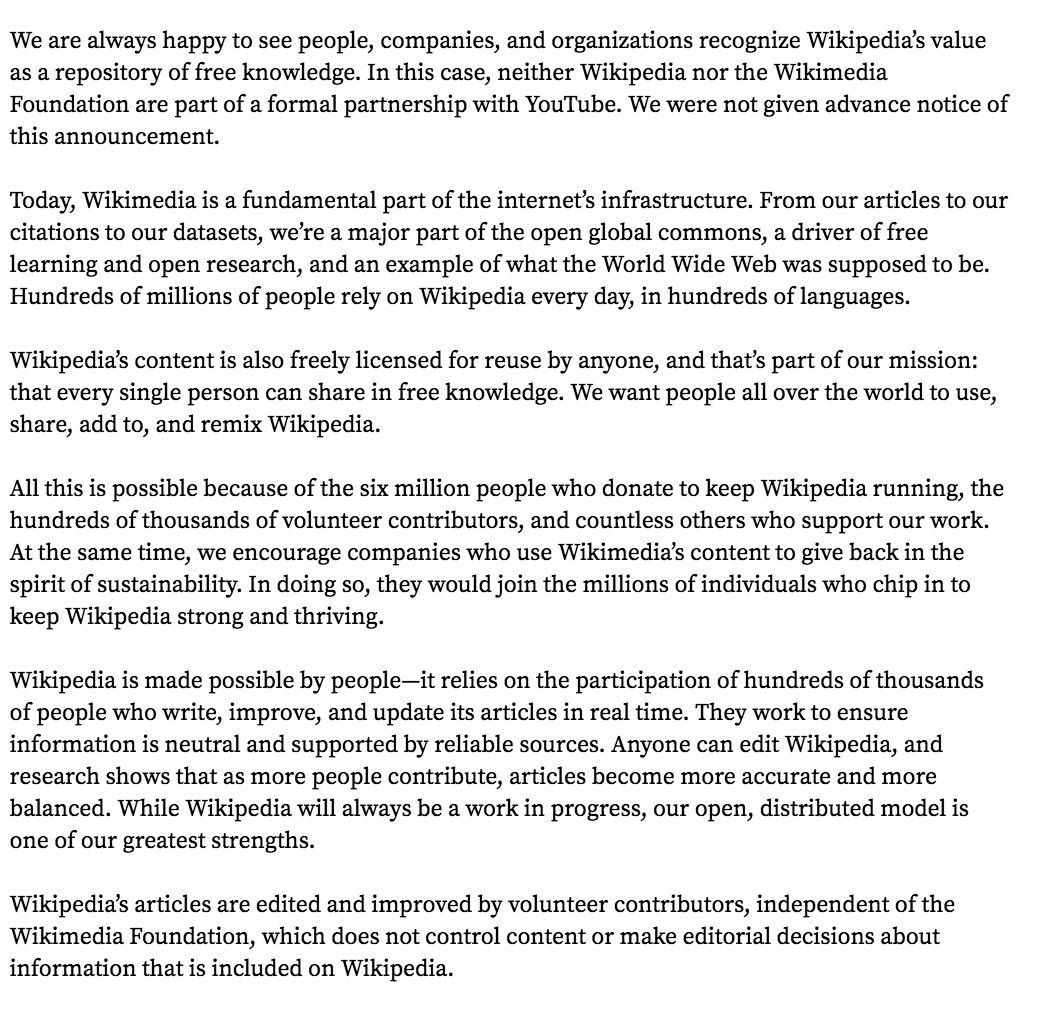 We are always happy to see people, companies, and organizations recognize Wikipedia’s value
as a repository of free knowledge. In this case, neither Wikipedia nor the Wikimedia
Foundation are part of a formal partnership with YouTube. We were not given advance notice of
this announcement.
Today, Wikimedia is a fundamental part of the internet’s infrastructure. From our articles to our
citations to our datasets, we’re a major part of the open global commons, a driver of free
learning and open research, and an example of what the World Wide Web was supposed to be.
Hundreds of millions of people rely on Wikipedia every day, in hundreds of languages.
Wikipedia’s content is also freely licensed for reuse by anyone, and that’s part of our mission:
that every single person can share in free knowledge. We want people all over the world to use,
share, add to, and remix Wikipedia.
All this is possible because of the six million people who donate to keep Wikipedia running, the
hundreds of thousands of volunteer contributors, and countless others who support our work.
At the same time, we encourage companies who use Wikimedia’s content to give back in the
spirit of sustainability. In doing so, they would join the millions of individuals who chip in to
keep Wikipedia strong and thriving.
Wikipedia is made possible by people—it relies on the participation of hundreds of thousands
of people who write, improve, and update its articles in real time. They work to ensure
information is neutral and supported by reliable sources. Anyone can edit Wikipedia, and
research shows that as more people contribute, articles become more accurate and more
balanced. While Wikipedia will always be a work in progress, our open, distributed model is
one of our greatest strengths.
Wikipedia’s articles are edited and improved by volunteer contributors, independent of the
Wikimedia Foundation, which does not control content or make editorial decisions about
information that is included on Wikipedia.